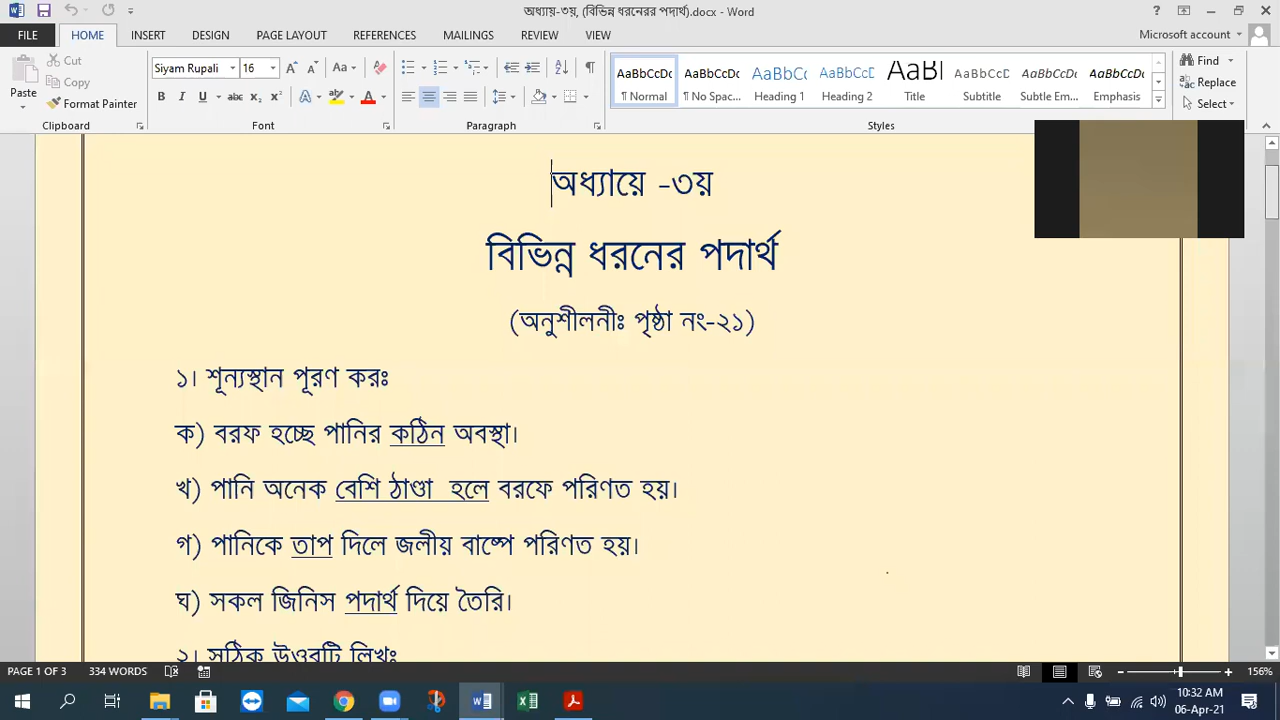 অধ্যায়-৩য়, (বিভিন্ন ধরনেরর পদার্থ).docx - Word
FILE HOME INSERT DESIGN PAGE LAYOUT REFERENCES MAILINGS REVIEW VIEW Microsoft account
Cut
Copy
Format Painter
Paste
Siyam Rupali 16
AaBbCcDc AaBbCcDc AaBbCc AaBbCcD AaBl AaBbCcD AaBbCcDc AaBbCcDc
¶ Normal ¶ No Spac... Heading 1 Heading 2 Title Subtitle Subtle Em... Emphasis
Find
Replace
Select
Clipboard Font Paragraph Styles
অধ্যায়ে -৩য়
বিভিন্ন ধরনের পদার্থ
(অনুশীলনীঃ পৃষ্ঠা নং-২১)
১। শূন্যস্থান পূরণ করঃ
ক) বরফ হচ্ছে পানির কঠিন অবস্থা।
খ) পানি অনেক বেশি ঠাণ্ডা হলে বরফে পরিণত হয়।
গ) পানিকে তাপ দিলে জলীয় বাষ্পে পরিণত হয়।
ঘ) সকল জিনিস পদার্থ দিয়ে তৈরি।
২। সঠিক উওরটি লিখঃ
PAGE 1 OF 3 334 WORDS 156%
10:32 AM
06-Apr-21